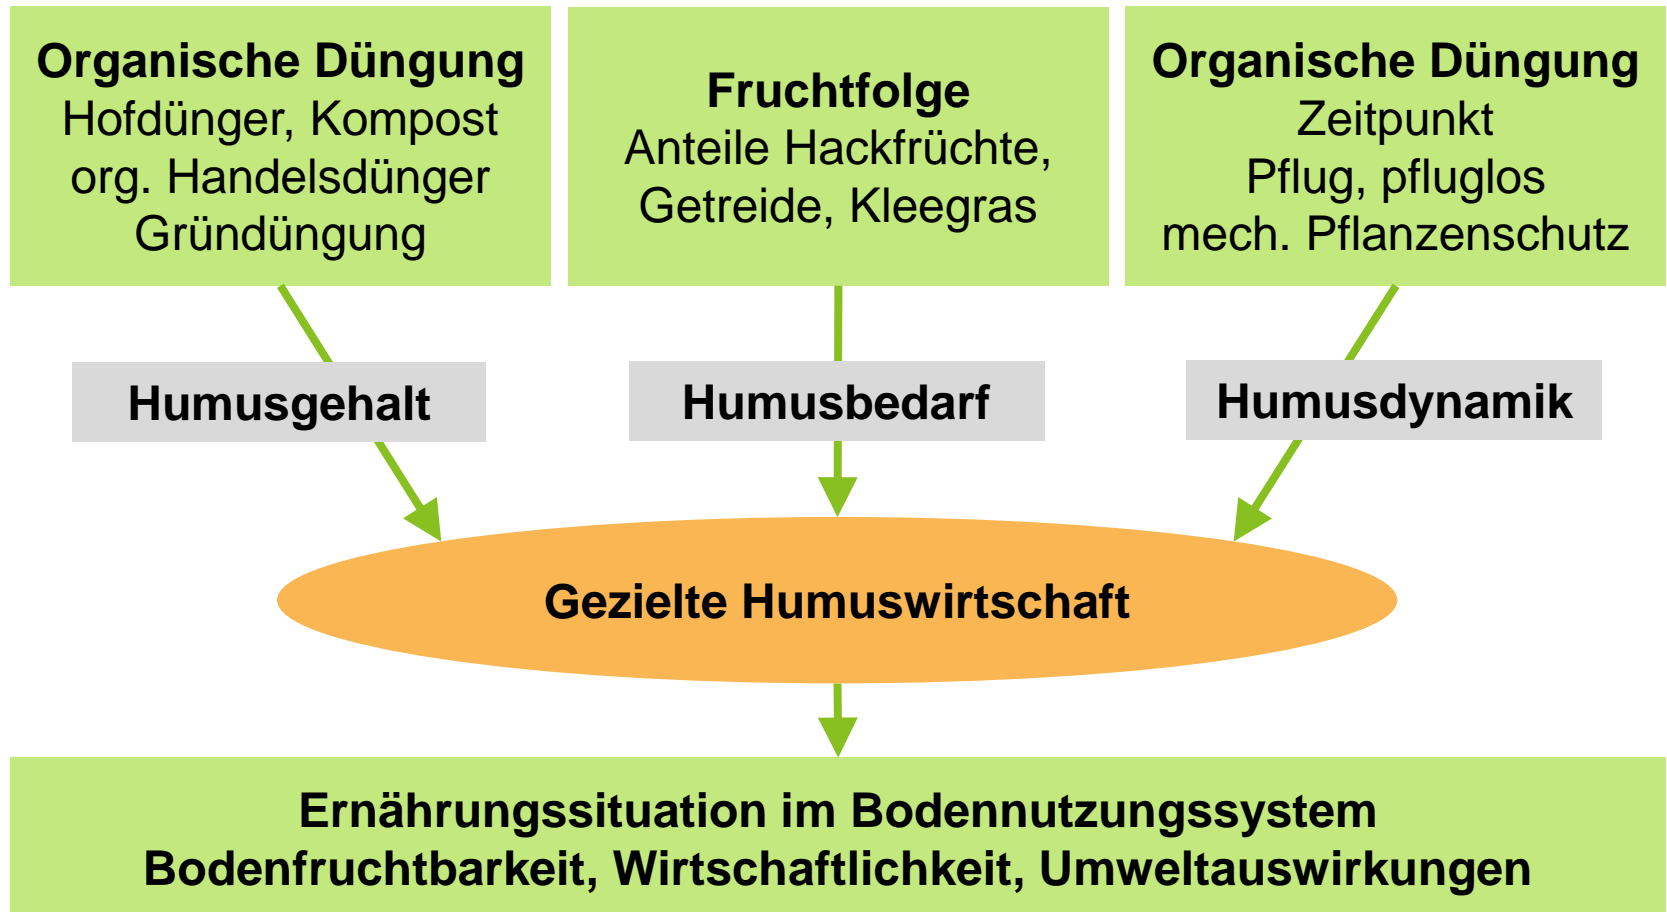 Organische Düngung
Hofdünger, Kompost
org. Handelsdünger
Gründüngung
Fruchtfolge
Anteile Hackfrüchte,
Getreide, Kleegras
Organische Düngung
Zeitpunkt
Pflug, pfluglos
mech. Pflanzenschutz
Humusgehalt
Humusbedarf
Humusdynamik
Gezielte Humuswirtschaft
Ernährungssituation im Bodennutzungssystem
Bodenfruchtbarkeit, Wirtschaftlichkeit, Umweltauswirkungen